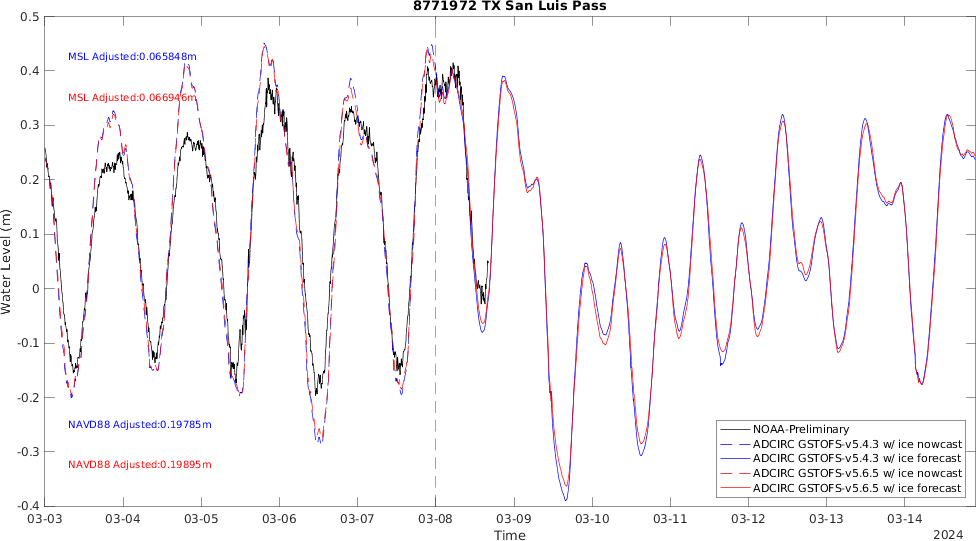 8771972 TX San Luis Pass
0.5
0.4
0.3
0.2
0.1
0
-0.1
-0.2
-0.3
-0.4
Water Level (m)
MSL Adjusted:0.065848m
MSL Adjusted:0.066946m
NAVD88 Adjusted:0.19785m
NAVD88 Adjusted:0.19895m
NOAA-Preliminary
ADCIRC GSTOFS-v5.4.3 w/ ice nowcast
ADCIRC GSTOFS-v5.4.3 w/ ice forecast
ADCIRC GSTOFS-v5.6.5 w/ ice nowcast
ADCIRC GSTOFS-v5.6.5 w/ ice forecast
03-03 03-04 03-05 03-06 03-07 03-08 03-09 03-10 03-11 03-12 03-13 03-14
Time
2024